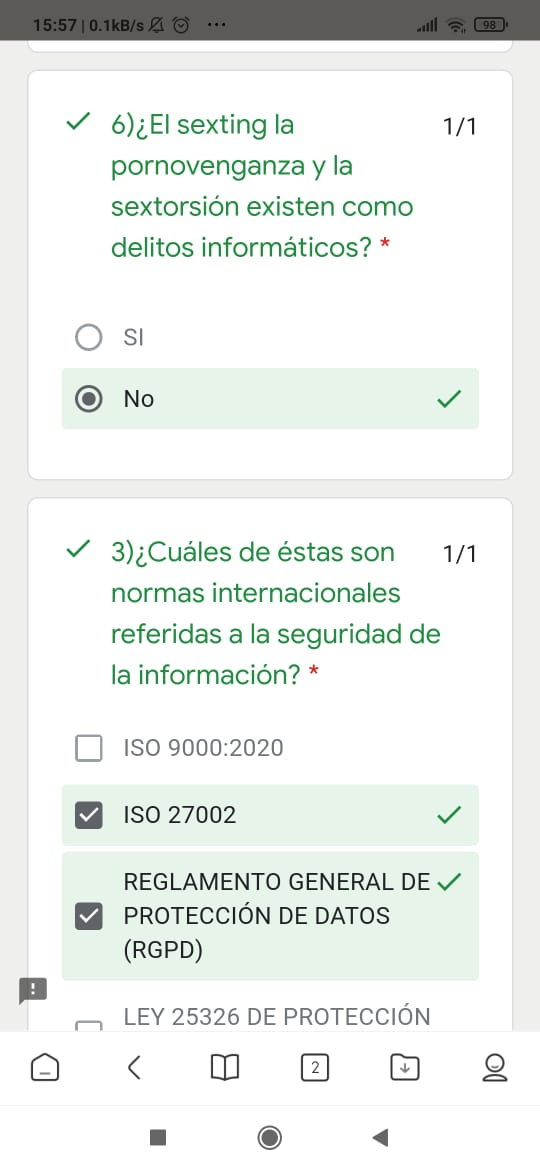 15:57 | 0.1kB/s ...
98
6)¿El sexting la
1/1
pornovenganza y la
sextorsión existen como
delitos informáticos? *
SI
No
3)¿Cuáles de éstas son
1/1
normas internacionales
referidas a la seguridad de
la información? *
ISO 9000:2020
ISO 27002
REGLAMENTO GENERAL DE
PROTECCIÓN DE DATOS
(RGPD)
LEY 25326 DE PROTECCIÓN
2